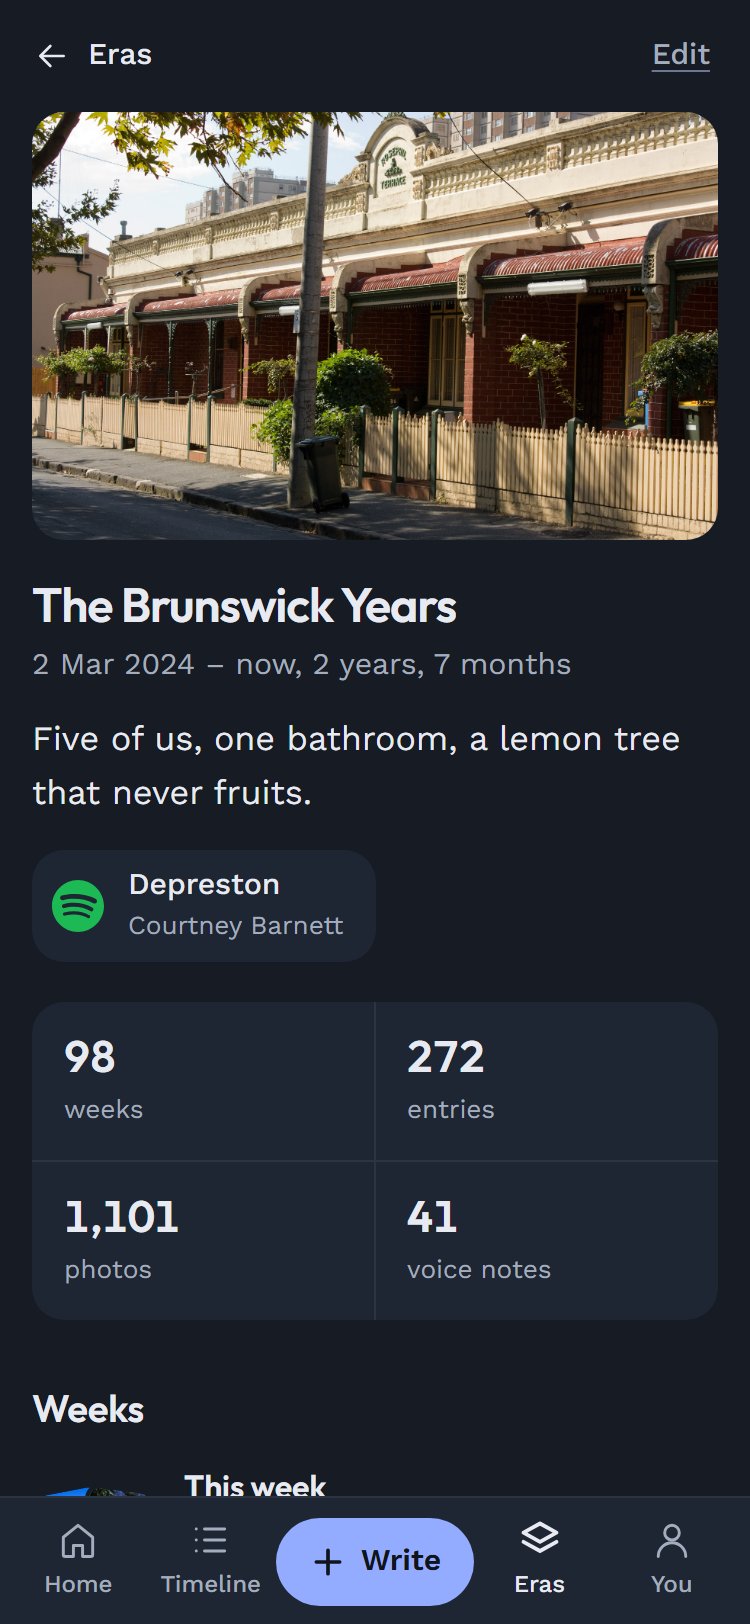 Eras
Edit
TERRACE
The Brunswick Years
2 Mar 2024 – now, 2 years, 7 months
Five of us, one bathroom, a lemon tree
that never fruits.
Depreston
Courtney Barnett
98
weeks
272
entries
1,101
photos
41
voice notes
Weeks
This week
Home
Timeline
+ Write
Eras
You